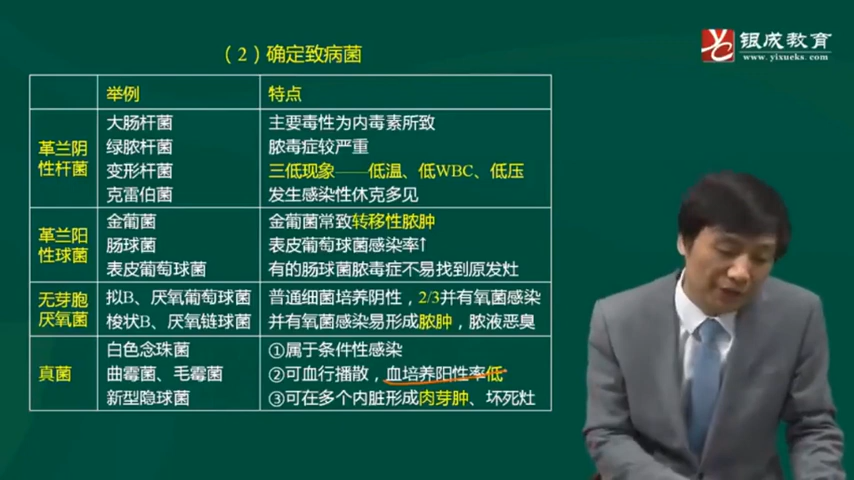 （2）确定致病菌
银成教育
www.yixueks.com
举例 特点
革兰阴性杆菌
大肠杆菌 主要毒性为内毒素所致
绿脓杆菌 脓毒症较严重
变形杆菌 三低现象——低温、低WBC、低压
克雷伯菌 发生感染性休克多见
革兰阳性球菌
金葡菌 金葡菌常致转移性脓肿
肠球菌 表皮葡萄球菌感染率↑
表皮葡萄球菌 有的肠球菌脓毒症不易找到原发灶
无芽胞厌氧菌
拟B、厌氧葡萄球菌 普通细菌培养阴性，2/3并有氧菌感染
梭状B、厌氧链球菌 并有氧菌感染易形成脓肿，脓液恶臭
真菌
白色念珠菌 ①属于条件性感染
曲霉菌、毛霉菌 ②可血行播散，血培养阳性率低
新型隐球菌 ③可在多个内脏形成肉芽肿、坏死灶